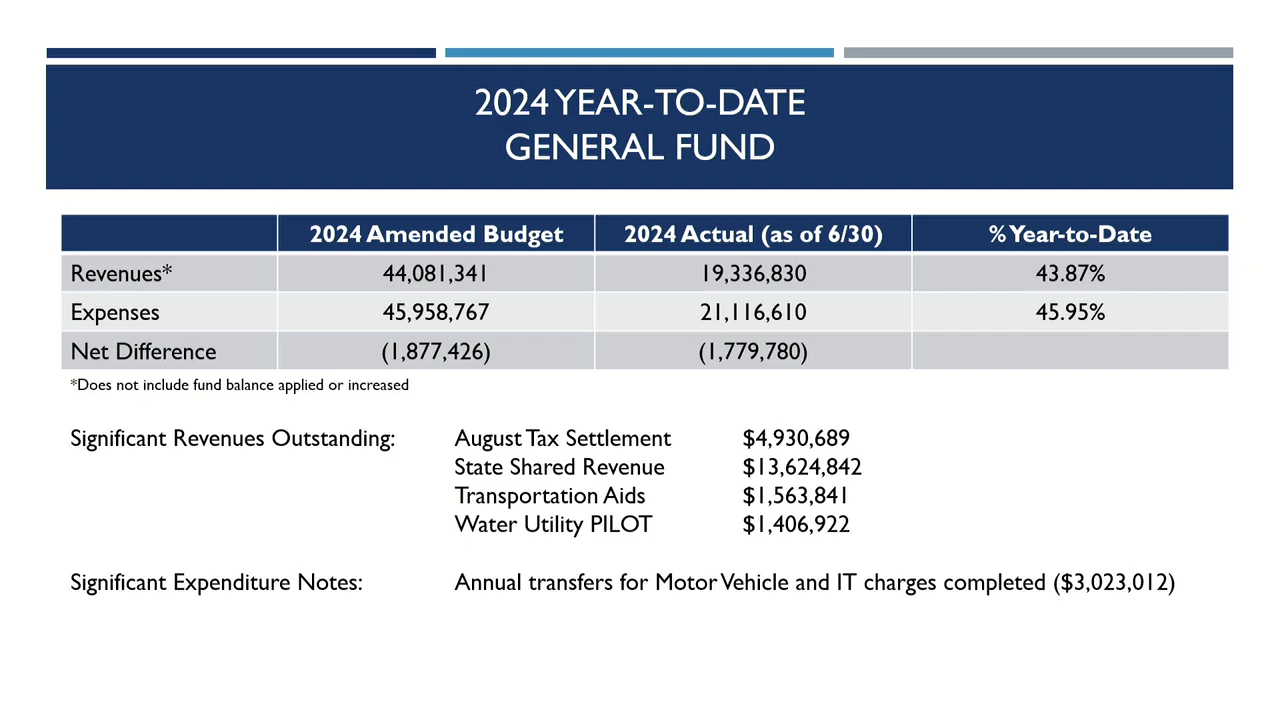 2024 YEAR-TO-DATE
GENERAL FUND
2024 Amended Budget 2024 Actual (as of 6/30) % Year-to-Date
Revenues* 44,081,341 19,336,830 43.87%
Expenses 45,958,767 21,116,610 45.95%
Net Difference (1,877,426) (1,779,780)
*Does not include fund balance applied or increased
Significant Revenues Outstanding: August Tax Settlement $4,930,689
State Shared Revenue $13,624,842
Transportation Aids $1,563,841
Water Utility PILOT $1,406,922
Significant Expenditure Notes: Annual transfers for Motor Vehicle and IT charges completed ($3,023,012)